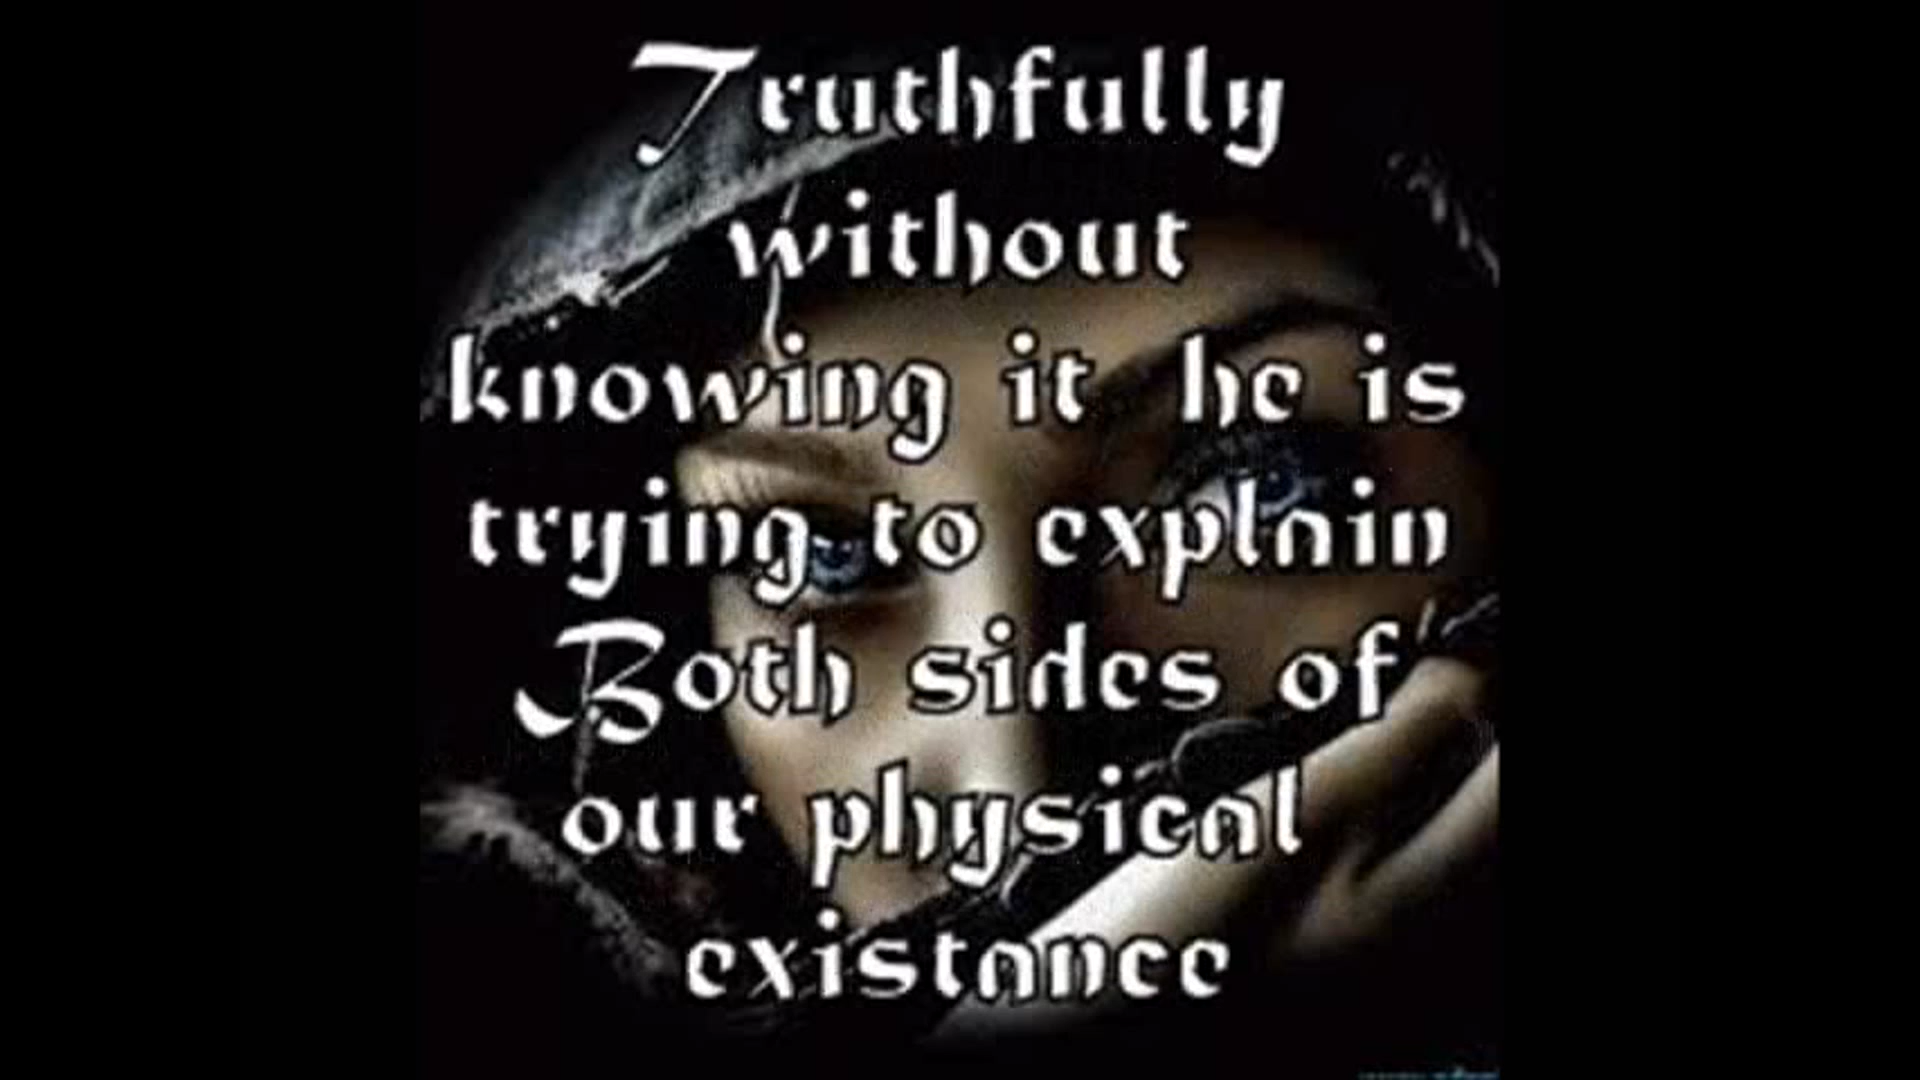 Truthfully
without
knowing it he is
trying to explain
Both sides of
our physical
existance